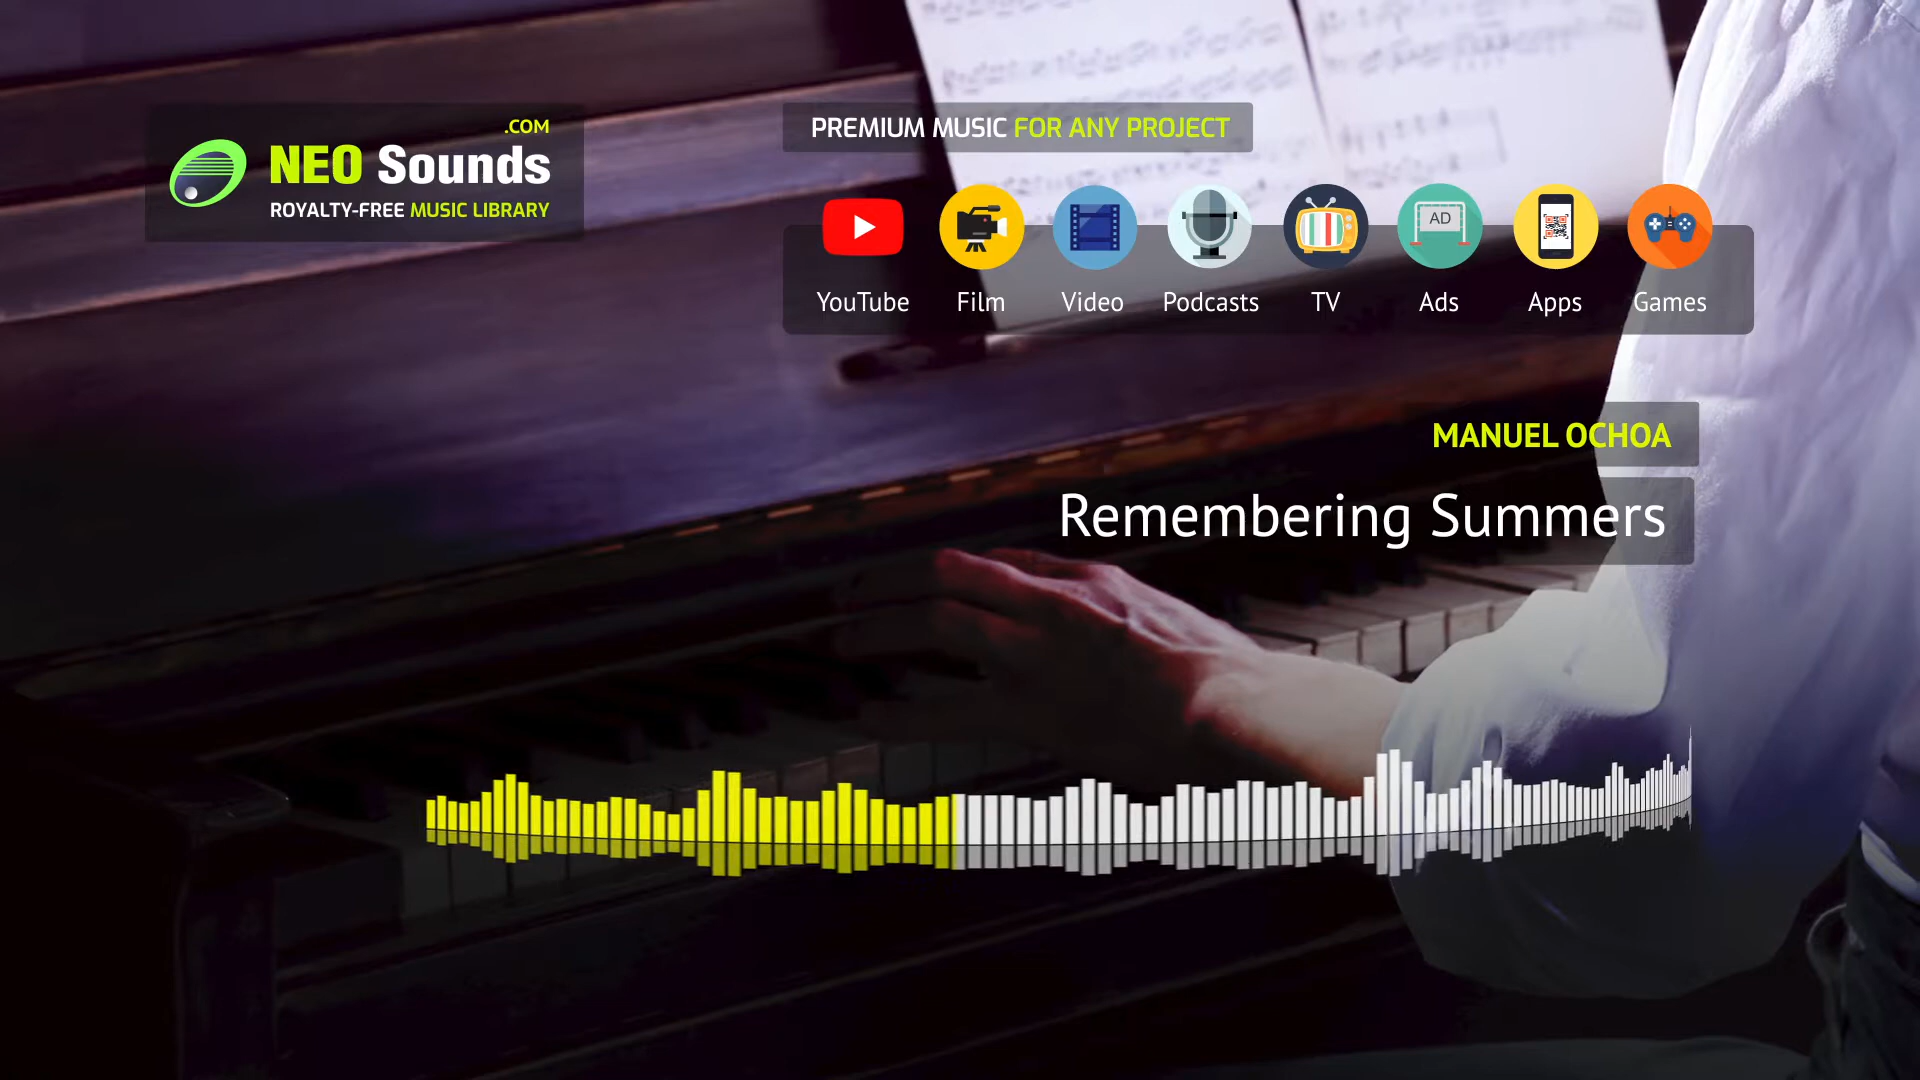 .COM
NEO Sounds
ROYALTY-FREE MUSIC LIBRARY
PREMIUM MUSIC FOR ANY PROJECT
AD
YouTube
Film
Video
Podcasts
TV
Ads
Apps
Games
MANUEL OCHOA
Remembering Summers